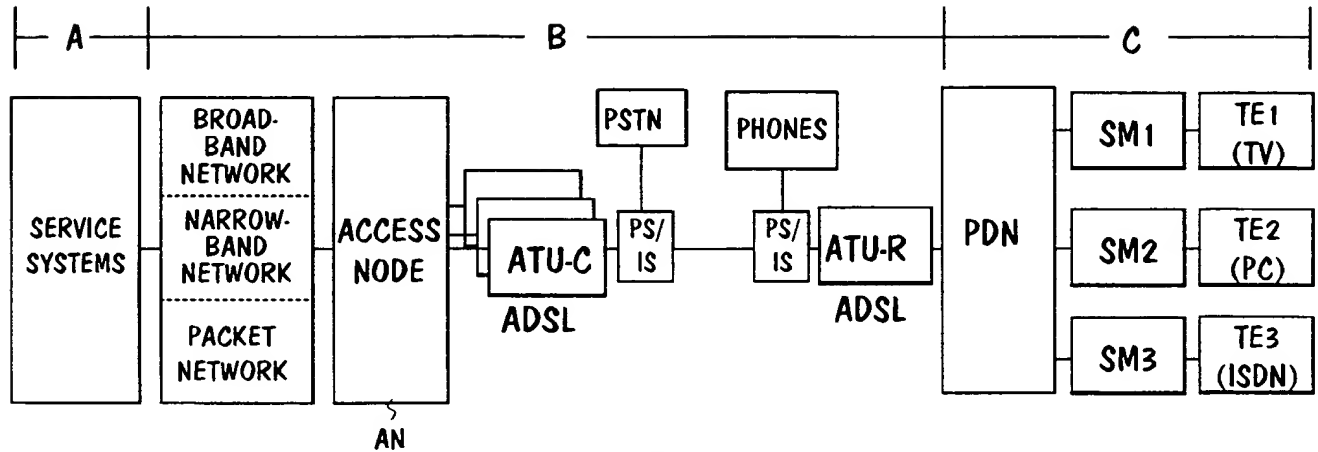 A
B
C
SERVICE
SYSTEMS
BROAD-
BAND
NETWORK
NARROW-
BAND
NETWORK
PACKET
NETWORK
ACCESS
NODE
AN
ATU-C
ADSL
PSTN
PS/
IS
PHONES
PS/
IS
ATU-R
ADSL
PDN
SM1
TE1
(TV)
SM2
TE2
(PC)
SM3
TE3
(ISDN)